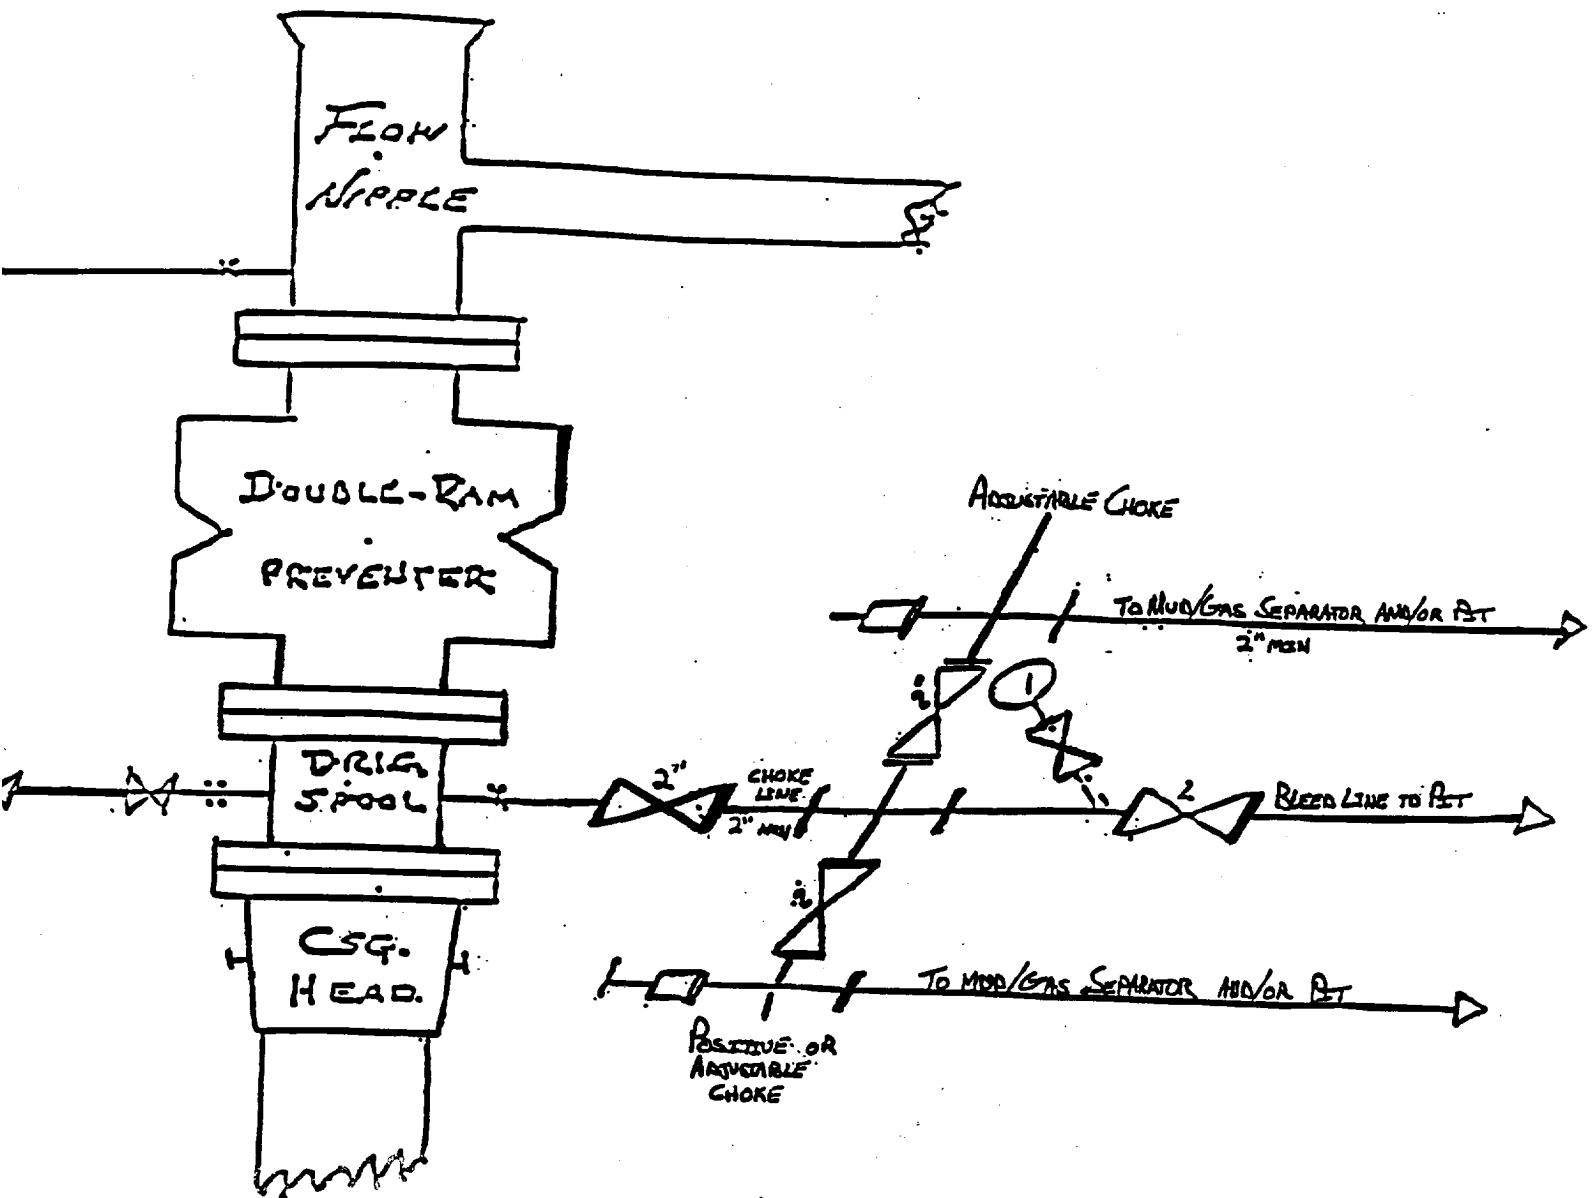 FLOW
NIPPLE
DOUBLE-RAM
PREVENTER
ADJUSTABLE CHOKE
TO MUD/GAS SEPARATOR AND/OR PIT
2" MIN
1
DRLG.
SPOOL
2"
CHOKE
LINE
2" MIN
2
BLEED LINE TO PIT
CSG.
HEAD
TO MUD/GAS SEPARATOR AND/OR PIT
POSITIVE OR
ADJUSTABLE
CHOKE